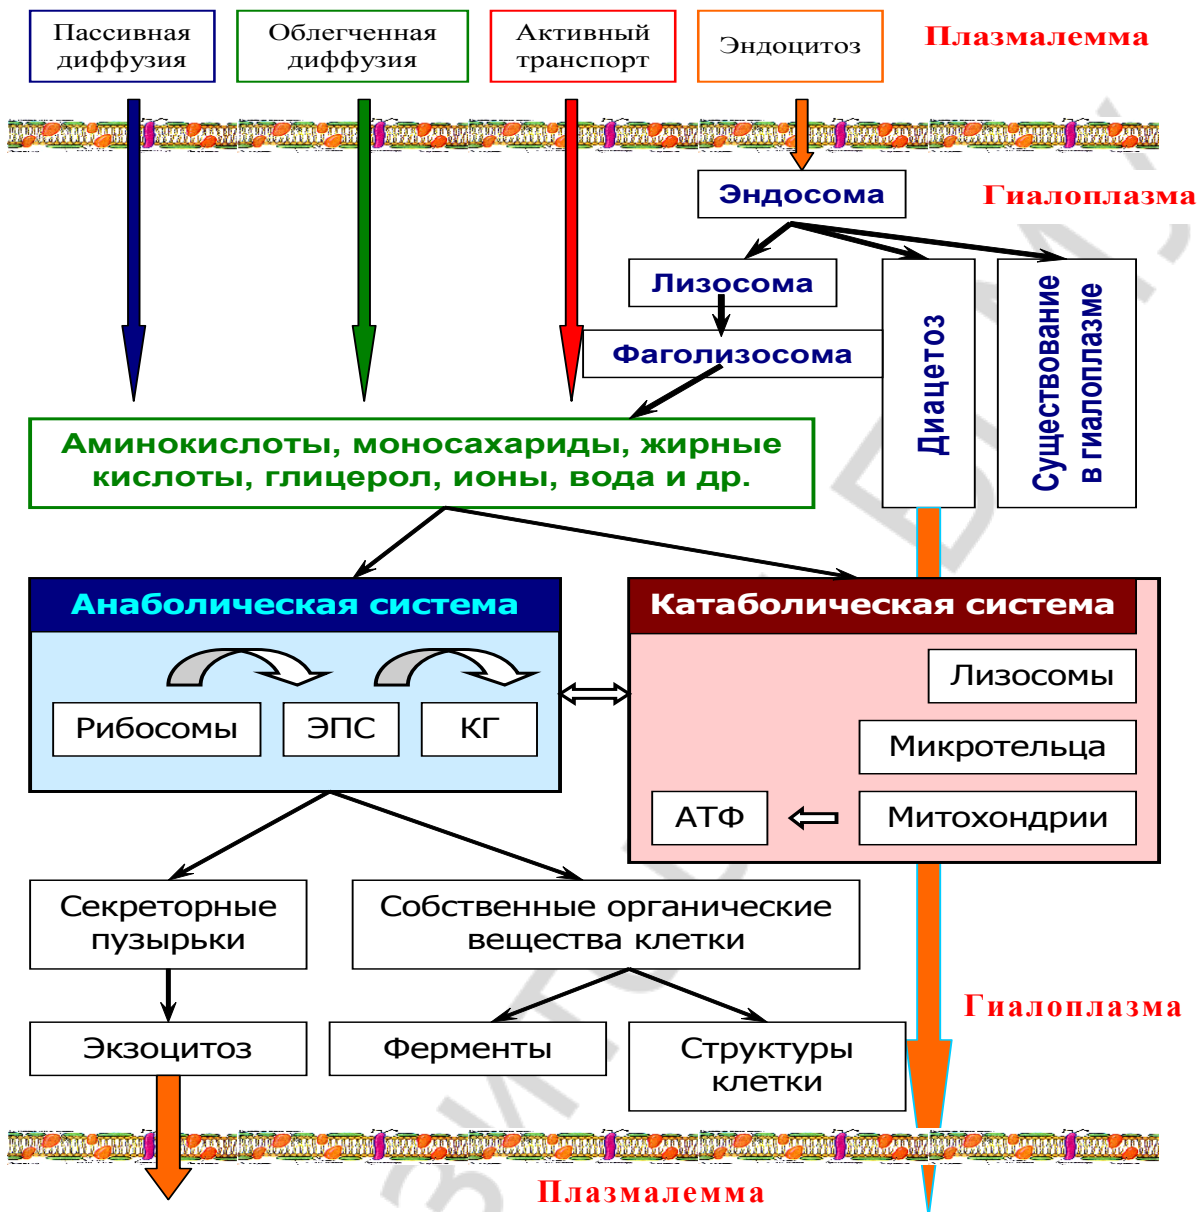 Пассивная
диффузия
Облегченная
диффузия
Активный
транспорт
Эндоцитоз
Плазмалемма
Эндосома
Гиалоплазма
Лизосома
Фаголизосома
Диацетоз
Существование
в гиалоплазме
Аминокислоты, моносахариды, жирные
кислоты, глицерол, ионы, вода и др.
Анаболическая система
Рибосомы
ЭПС
КГ
Катаболическая система
Лизосомы
Микротельца
АТФ
Митохондрии
Секреторные
пузырьки
Собственные органические
вещества клетки
Гиалоплазма
Экзоцитоз
Ферменты
Структуры
клетки
Плазмалемма